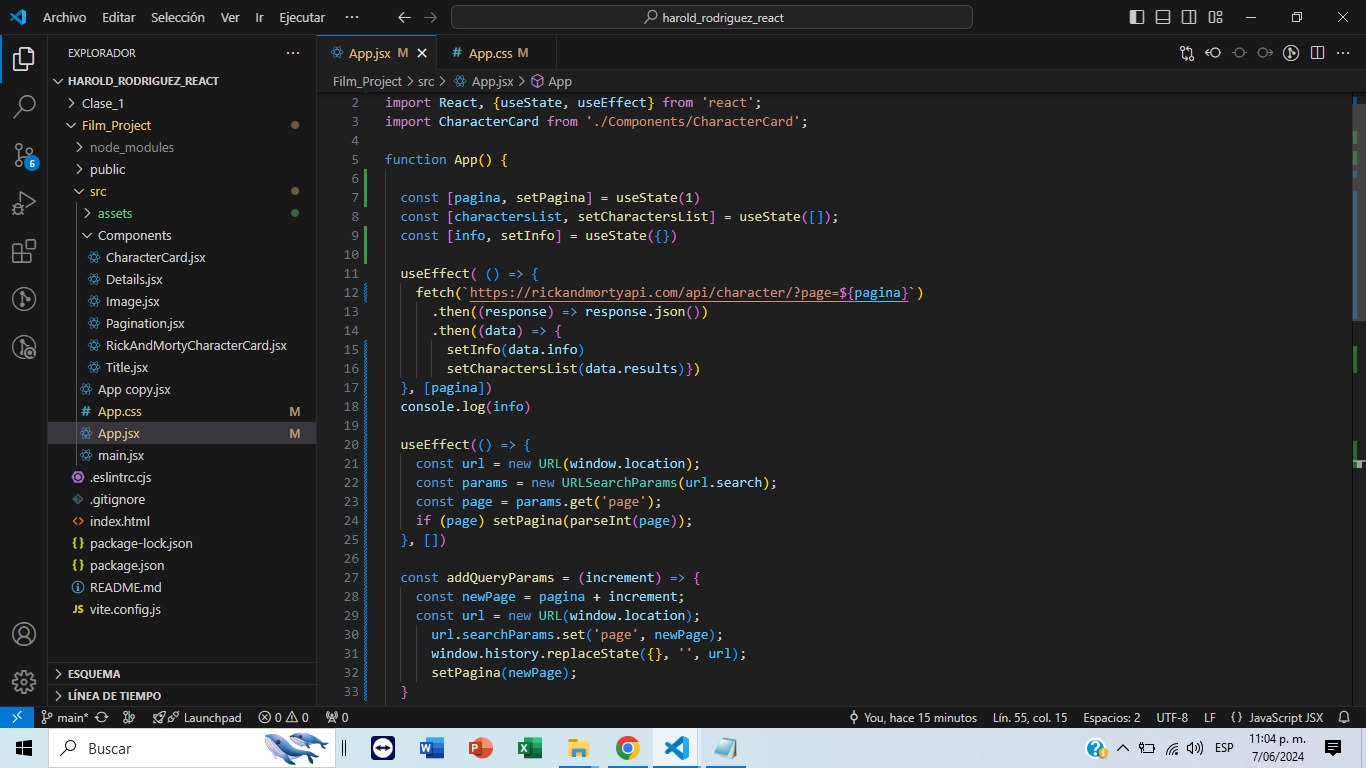 Archivo Editar Selección Ver Ir Ejecutar ··· harold_rodriguez_react
EXPLORADOR ···
HAROLD_RODRIGUEZ_REACT
Clase_1
Film_Project
node_modules
public
src
assets
Components
CharacterCard.jsx
Details.jsx
Image.jsx
Pagination.jsx
RickAndMortyCharacterCard.jsx
Title.jsx
App copy.jsx
# App.css M
App.jsx M
main.jsx
.eslintrc.cjs
.gitignore
index.html
package-lock.json
package.json
README.md
JS vite.config.js
ESQUEMA
LÍNEA DE TIEMPO
6
App.jsx M # App.css M
Film_Project > src > App.jsx > App
2 import React, {useState, useEffect} from 'react';
3 import CharacterCard from './Components/CharacterCard';
4
5 function App() {
6
7 const [pagina, setPagina] = useState(1)
8 const [charactersList, setCharactersList] = useState([]);
9 const [info, setInfo] = useState({})
10
11 useEffect( () => {
12 fetch(`https://rickandmortyapi.com/api/character/?page=${pagina}`)
13 .then((response) => response.json())
14 .then((data) => {
15 setInfo(data.info)
16 setCharactersList(data.results)})
17 }, [pagina])
18 console.log(info)
19
20 useEffect(() => {
21 const url = new URL(window.location);
22 const params = new URLSearchParams(url.search);
23 const page = params.get('page');
24 if (page) setPagina(parseInt(page));
25 }, [])
26
27 const addQueryParams = (increment) => {
28 const newPage = pagina + increment;
29 const url = new URL(window.location);
30 url.searchParams.set('page', newPage);
31 window.history.replaceState({}, '', url);
32 setPagina(newPage);
33 }
main* Launchpad 0 0 0 You, hace 15 minutos Lín. 55, col. 15 Espacios: 2 UTF-8 LF {} JavaScript JSX
Buscar ESP 11:04 p. m.
7/06/2024